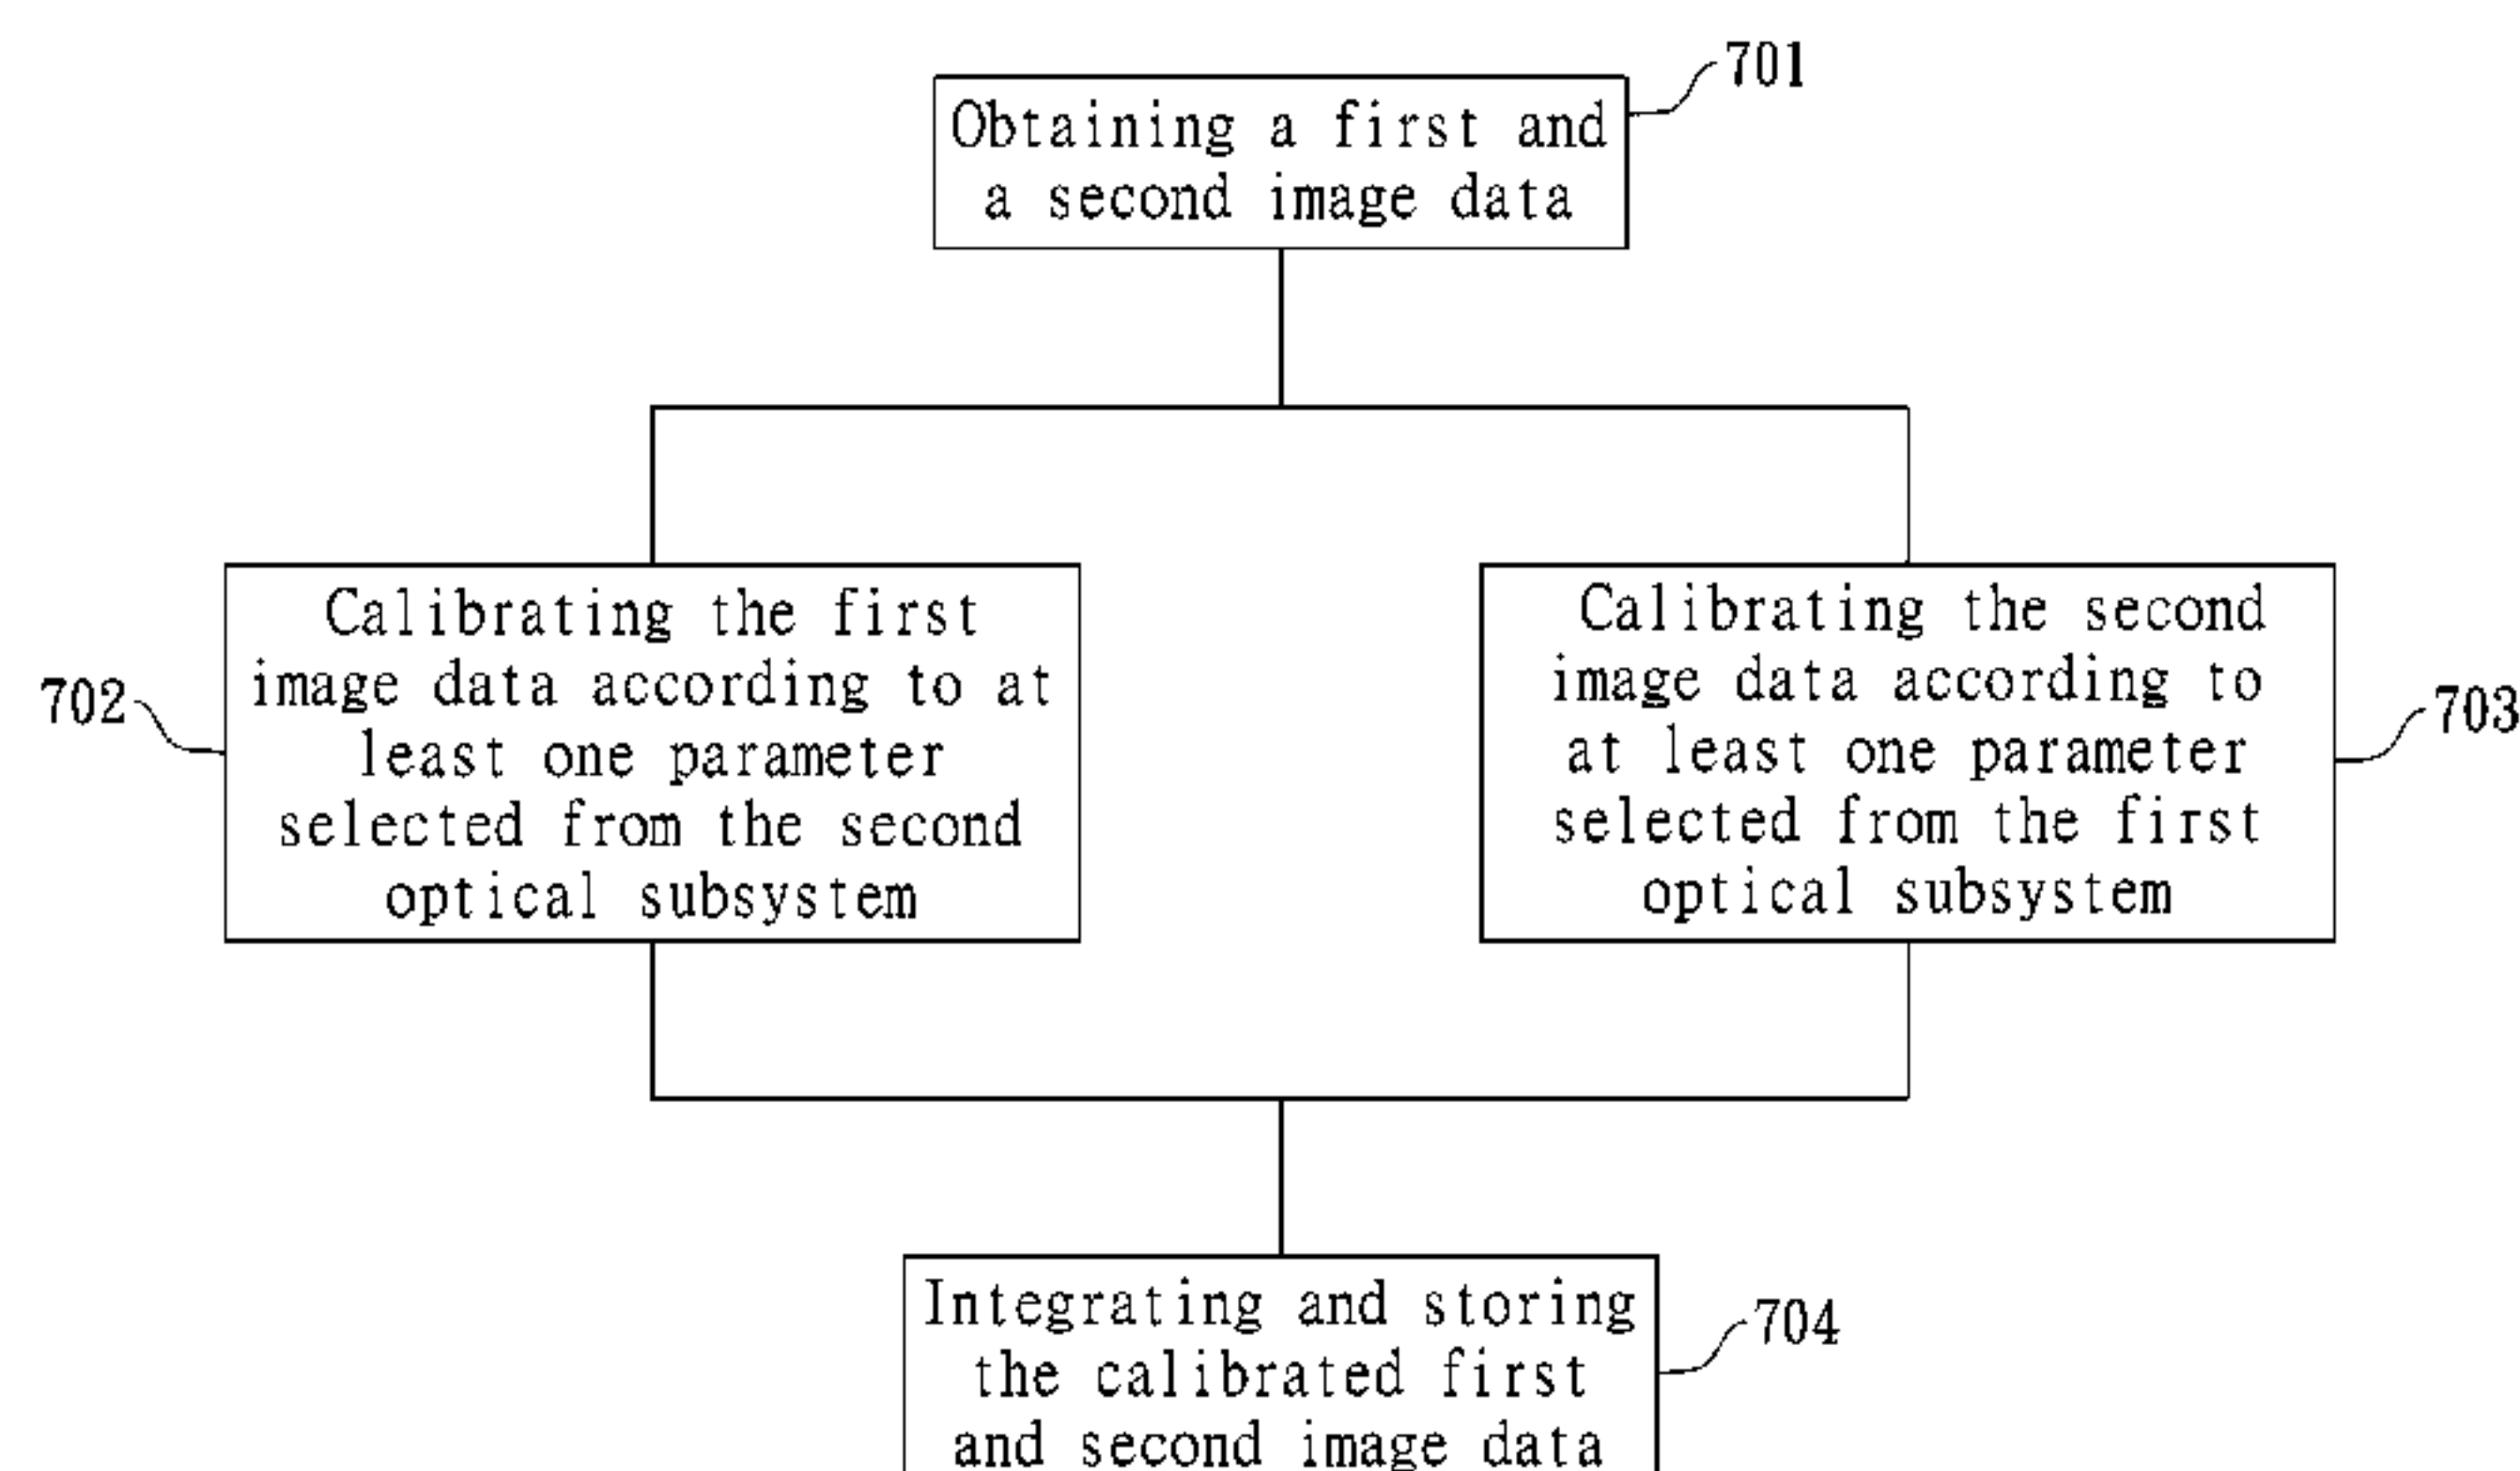 701
Obtaining a first and
a second image data
702
Calibrating the first
image data according to at
least one parameter
selected from the second
optical subsystem
Calibrating the second
image data according to
at least one parameter
selected from the first
optical subsystem
703
Integrating and storing
the calibrated first
and second image data
704